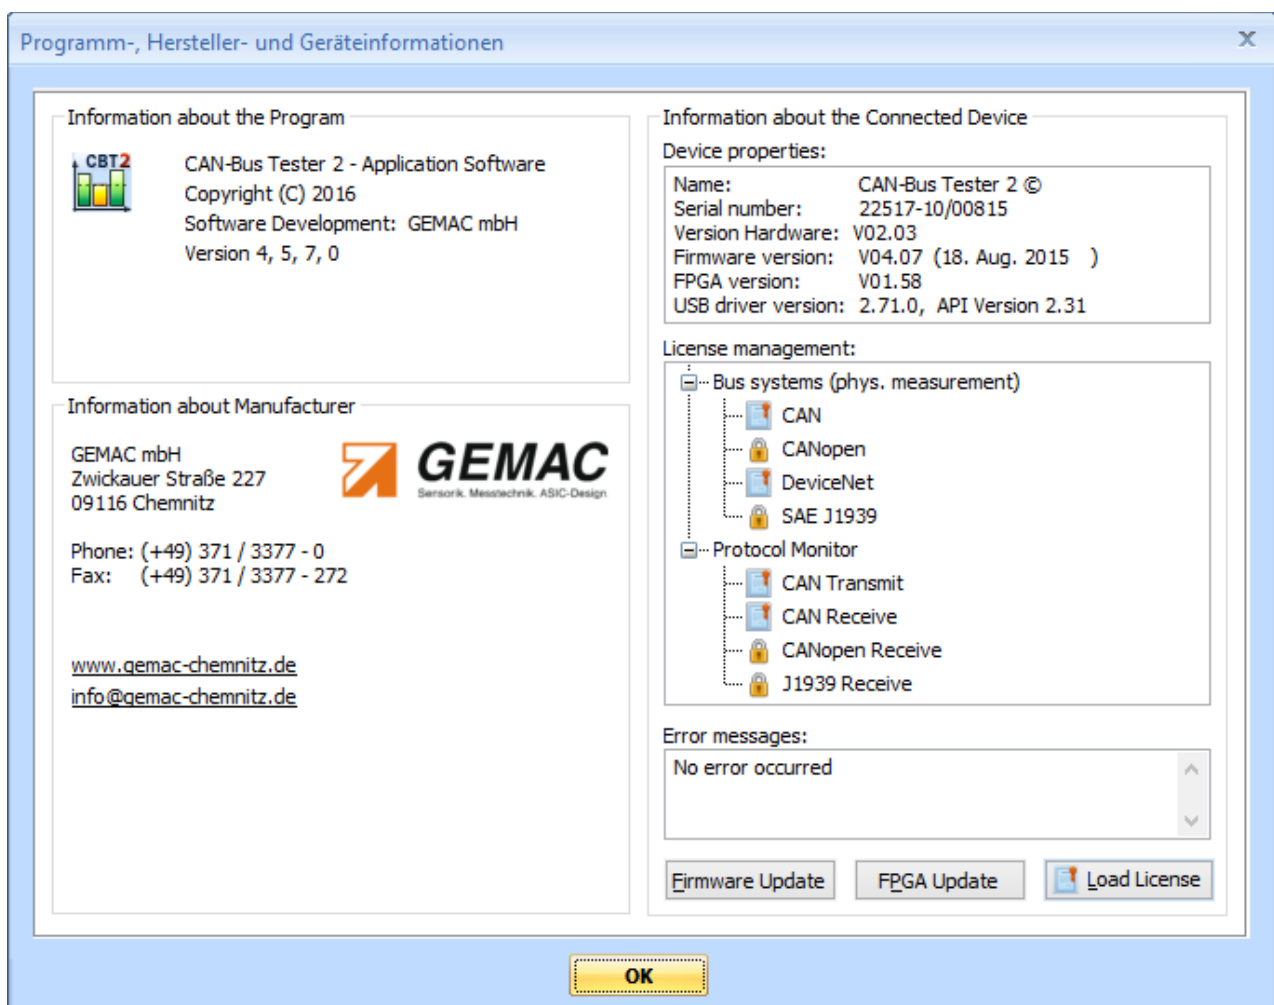 Programm-, Hersteller- und Geräteinformationen
Information about the Program
CBT2
CAN-Bus Tester 2 - Application Software
Copyright (C) 2016
Software Development: GEMAC mbH
Version 4, 5, 7, 0
Information about Manufacturer
GEMAC mbH
Zwickauer Straße 227
09116 Chemnitz
GEMAC
Sensorik. Messtechnik. ASIC-Design
Phone: (+49) 371 / 3377 - 0
Fax: (+49) 371 / 3377 - 272
www.gemac-chemnitz.de
info@gemac-chemnitz.de
Information about the Connected Device
Device properties:
Name: CAN-Bus Tester 2 ©
Serial number: 22517-10/00815
Version Hardware: V02.03
Firmware version: V04.07 (18. Aug. 2015 )
FPGA version: V01.58
USB driver version: 2.71.0, API Version 2.31
License management:
Bus systems (phys. measurement)
CAN
CANopen
DeviceNet
SAE J1939
Protocol Monitor
CAN Transmit
CAN Receive
CANopen Receive
J1939 Receive
Error messages:
No error occurred
Firmware Update
FPGA Update
Load License
OK